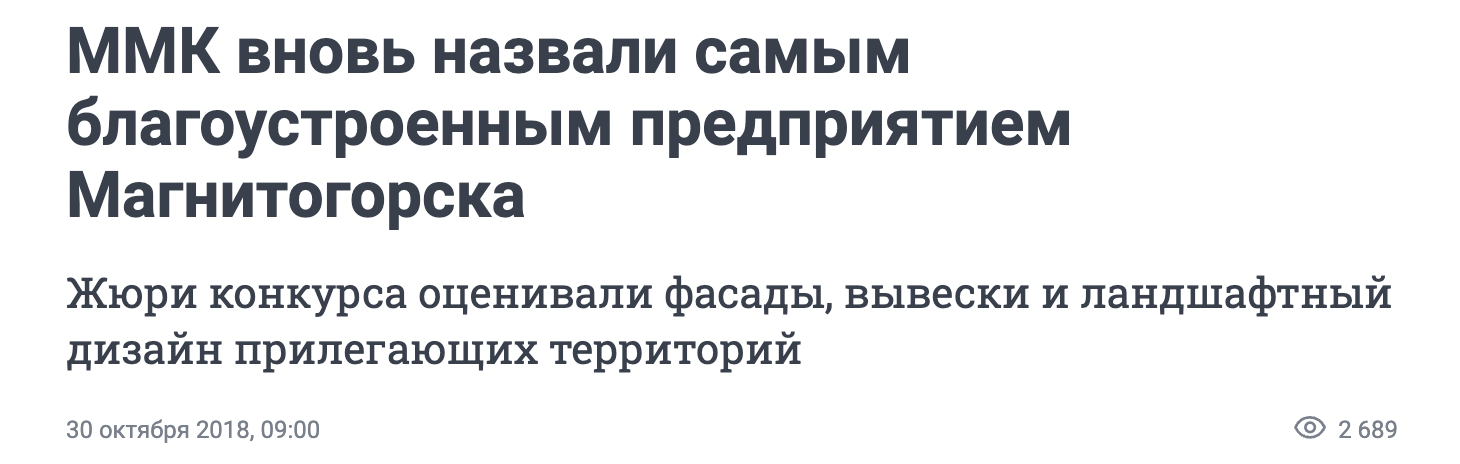 ММК вновь назвали самым
благоустроенным предприятием
Магнитогорска
Жюри конкурса оценивали фасады, вывески и ландшафтный
дизайн прилегающих территорий
30 октября 2018, 09:00
2 689